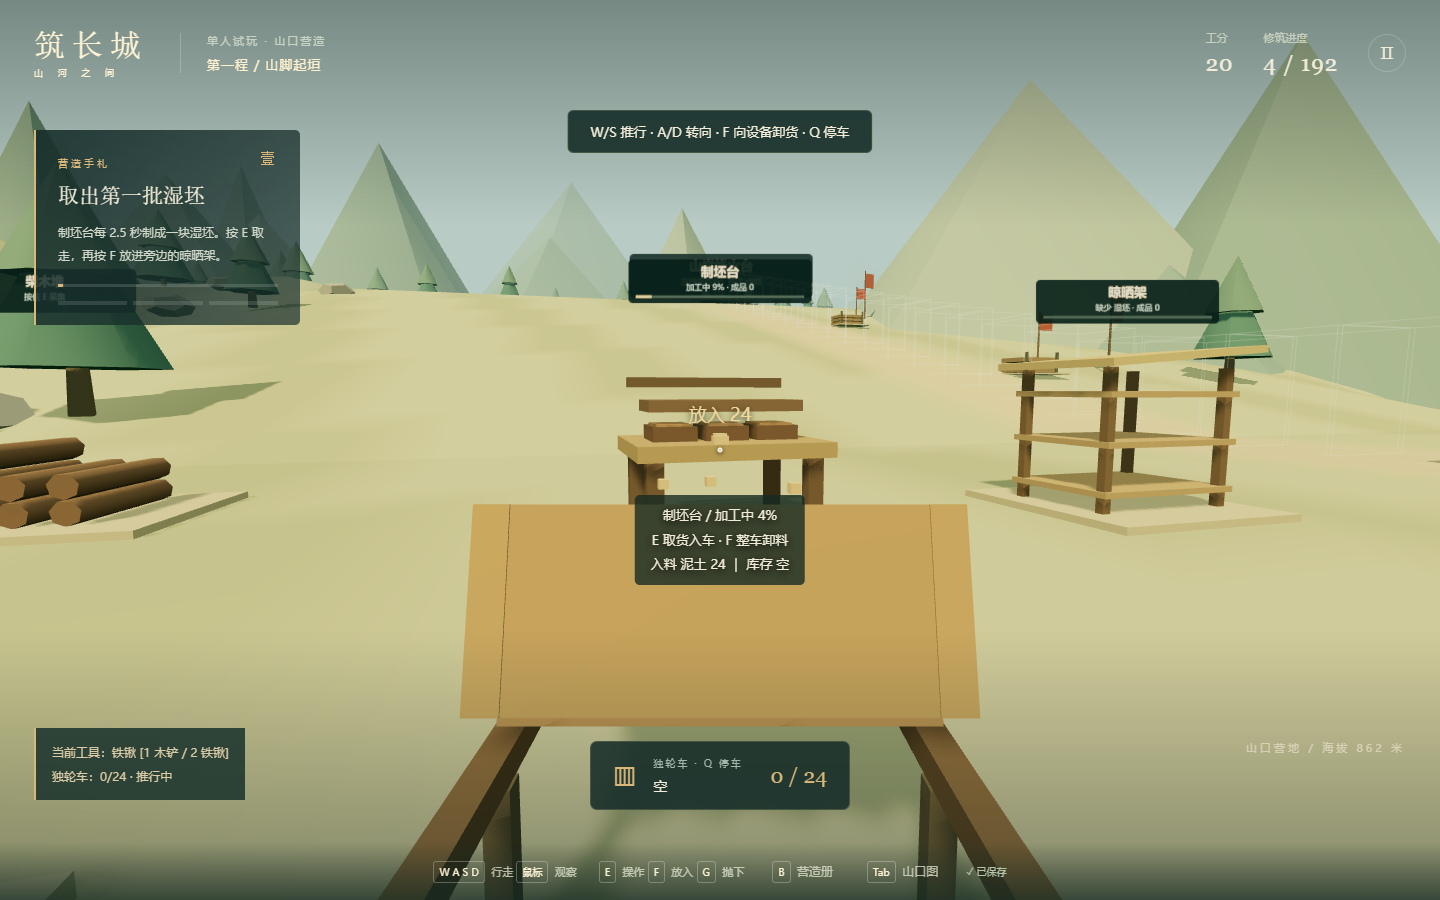 筑长城
山河之间
单人试玩 · 山口营造
第一程 / 山脚起垣
工分
20
修筑进度
4 / 192
II
W/S 推行 · A/D 转向 · F 向设备卸货 · Q 停车
营造手札
壹
取出第一批湿坯
制坯台每 2.5 秒制成一块湿坯。按 E 取
走，再按 F 放进旁边的晾晒架。
制坯台
加工中 9% · 成品 0
晾晒架
缺少 湿坯 · 成品 0
放入 24
制坯台 / 加工中 4%
E 取货入车 · F 整车卸料
入料 泥土 24 ｜ 库存 空
当前工具：铁锹 [1 木铲 / 2 铁锹]
独轮车：0/24 · 推行中
独轮车 · Q 停车
空
0 / 24
山口营地 / 海拔 862 米
WASD 行走 鼠标 观察 E 操作 F 放入 G 抛下 B 营造册 Tab 山口图 ✓已保存